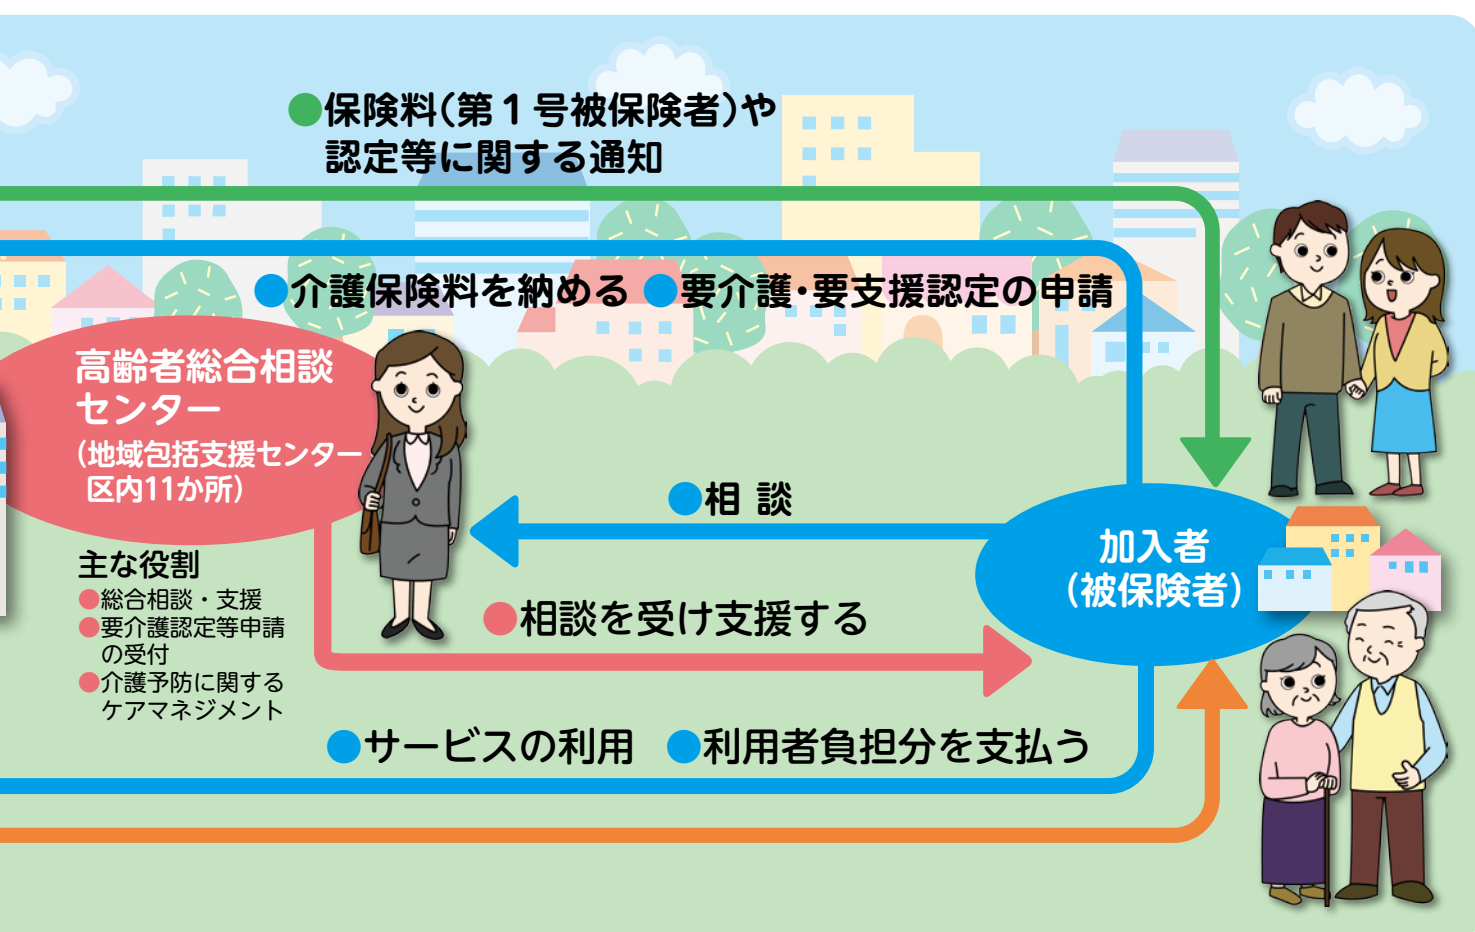 ●保険料(第１号被保険者)や
認定等に関する通知
●介護保険料を納める ●要介護・要支援認定の申請
高齢者総合相談
センター
(地域包括支援センター
区内11か所)
主な役割
●総合相談・支援
●要介護認定等申請
の受付
●介護予防に関する
ケアマネジメント
●相 談
●相談を受け支援する
加入者
(被保険者)
●サービスの利用 ●利用者負担分を支払う